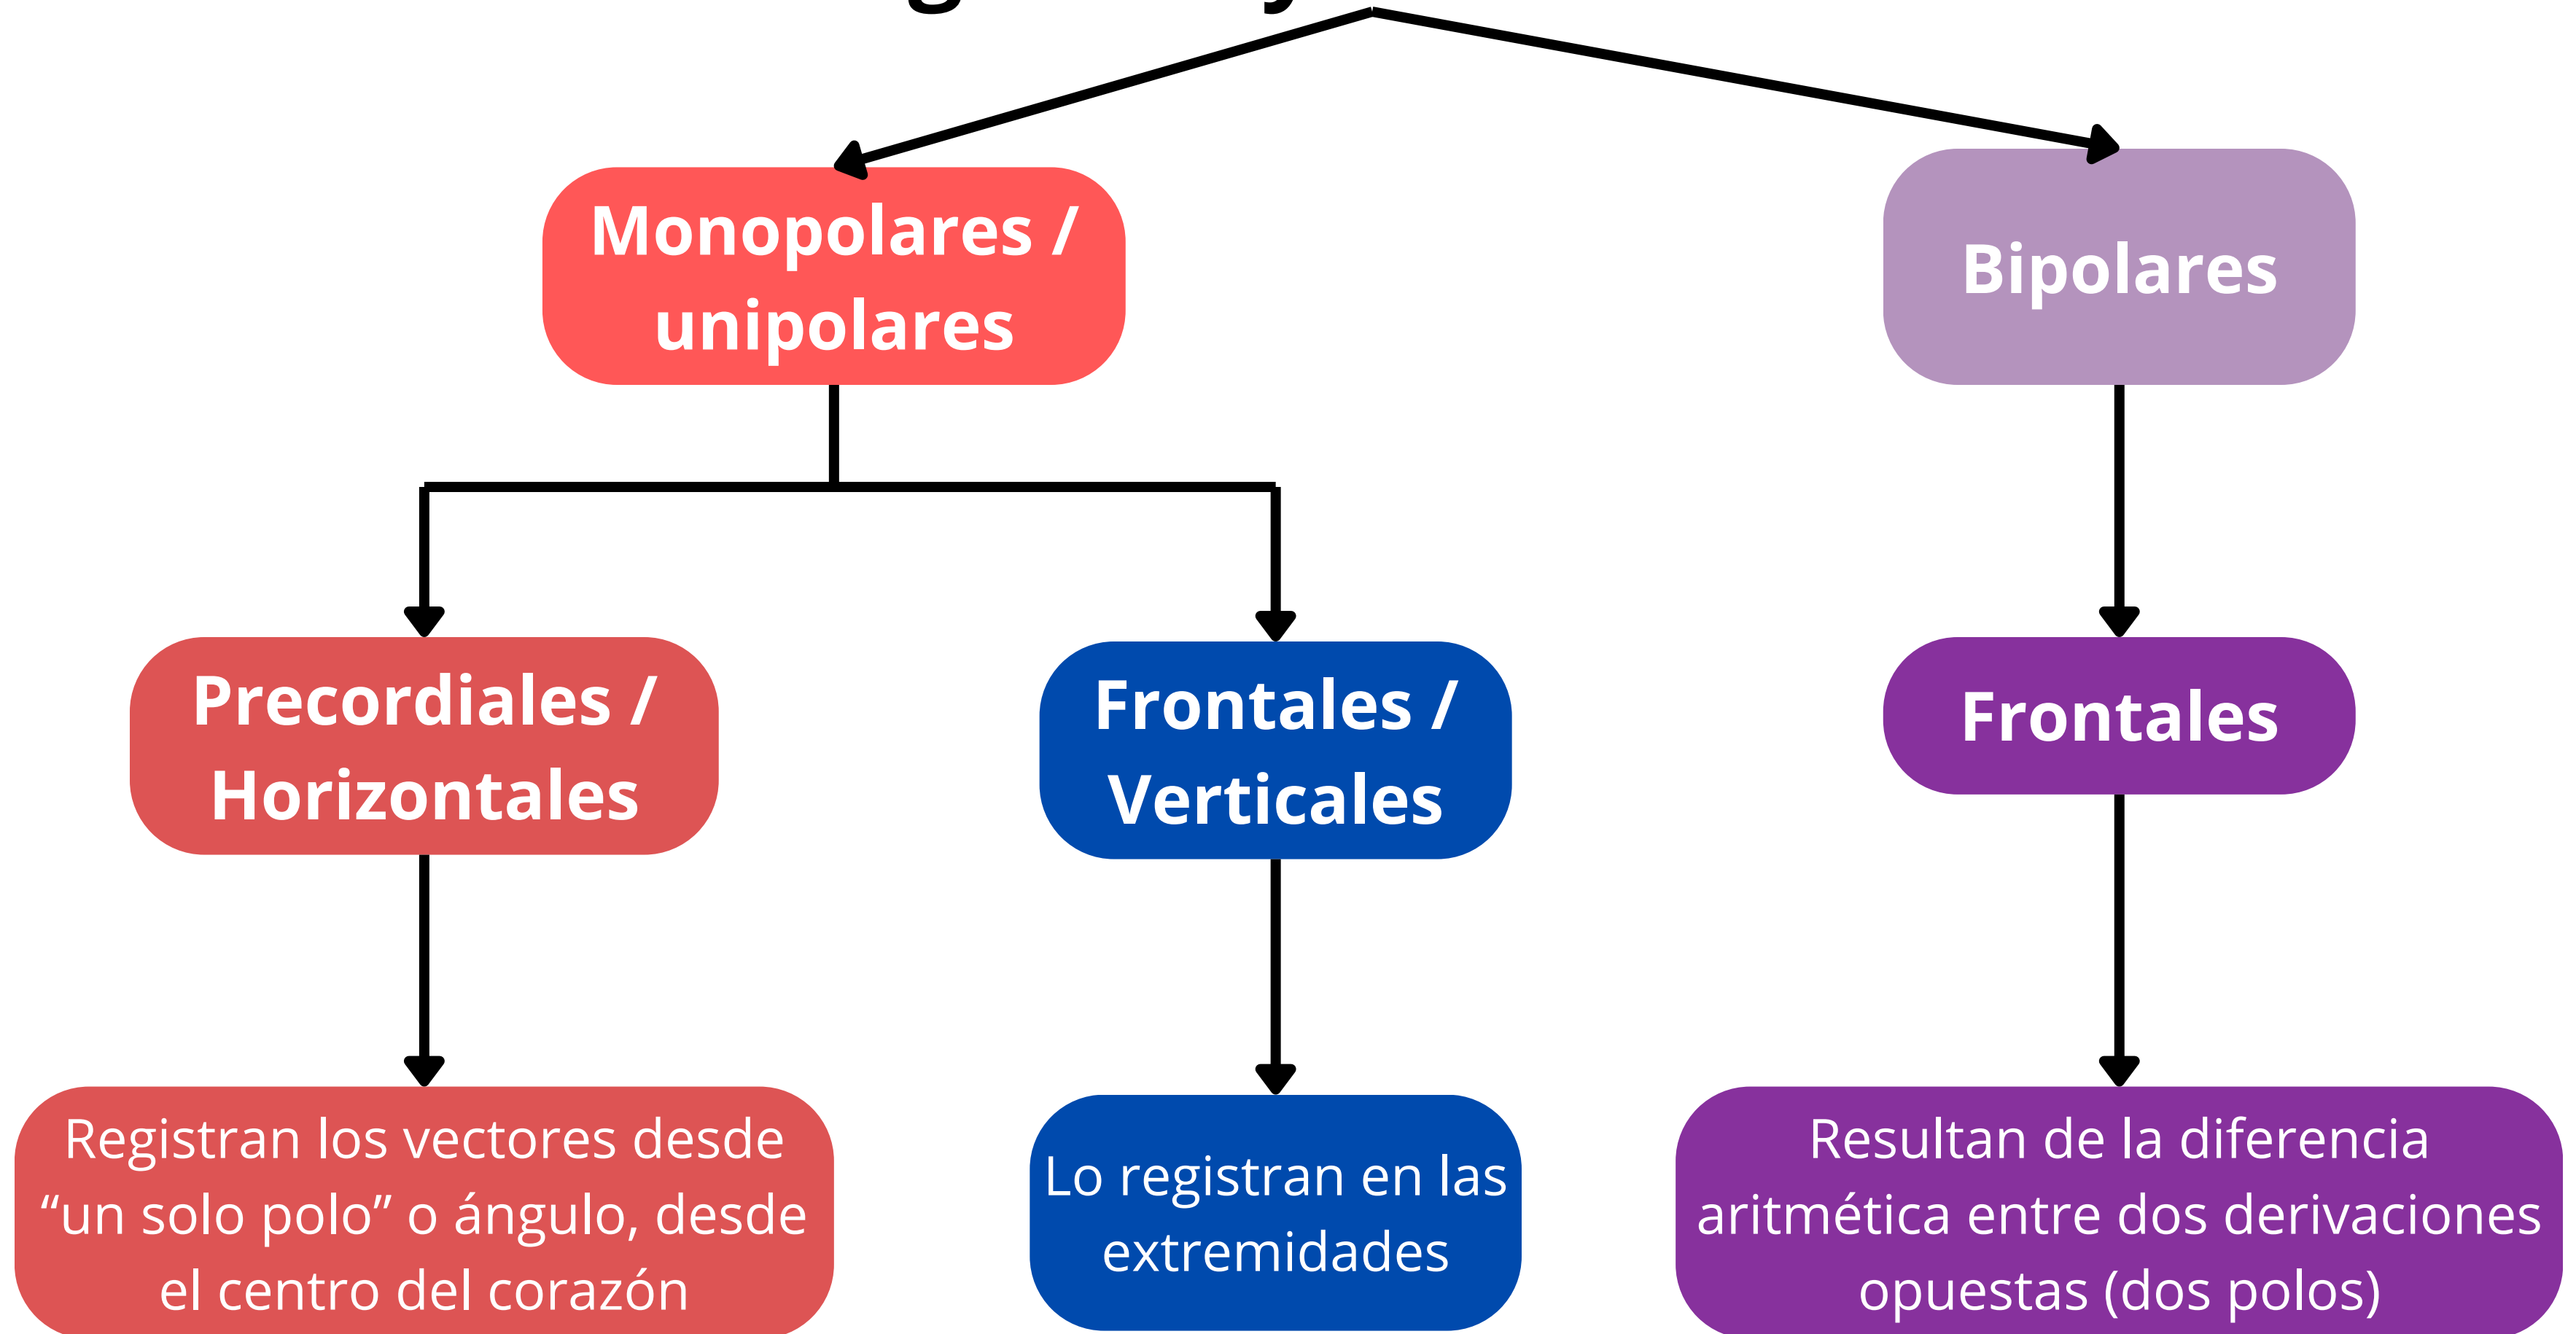 Monopolares /
unipolares
Bipolares
Precordiales /
Horizontales
Frontales /
Verticales
Frontales
Registran los vectores desde
“un solo polo” o ángulo, desde
el centro del corazón
Lo registran en las
extremidades
Resultan de la diferencia
aritmética entre dos derivaciones
opuestas (dos polos)